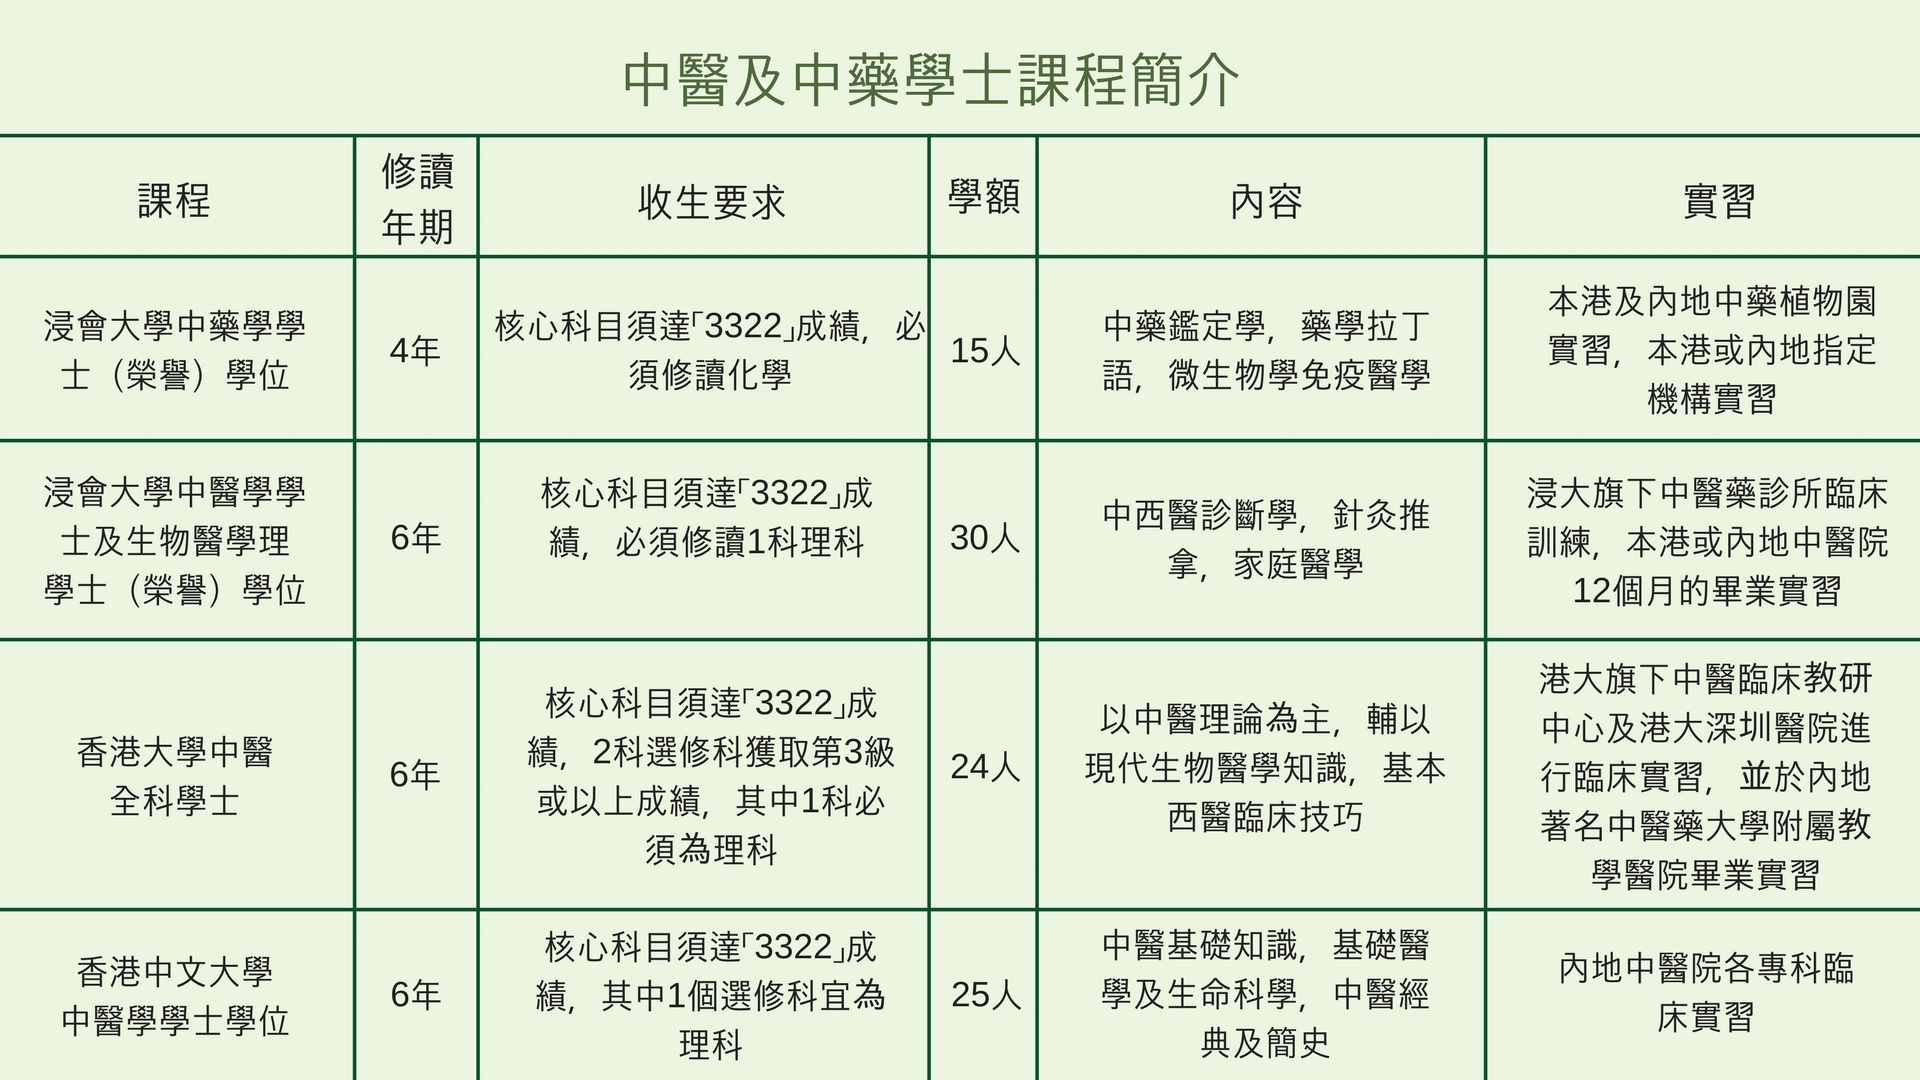 中醫及中藥學士課程簡介
課程
修讀
年期
收生要求
學額
內容
實習
浸會大學中藥學學
士（榮譽）學位
4年
核心科目須達「3322」成績，必
須修讀化學
15人
中藥鑑定學，藥學拉丁
語，微生物學免疫醫學
本港及內地中藥植物園
實習，本港或內地指定
機構實習
浸會大學中醫學學
士及生物醫學理
學士（榮譽）學位
6年
核心科目須達「3322」成
績，必須修讀1科理科
30人
中西醫診斷學，針灸推
拿，家庭醫學
浸大旗下中醫藥診所臨床
訓練，本港或內地中醫院
12個月的畢業實習
香港大學中醫
全科學士
6年
核心科目須達「3322」成
績，2科選修科獲取第3級
或以上成績，其中1科必
須為理科
24人
以中醫理論為主，輔以
現代生物醫學知識，基本
西醫臨床技巧
港大旗下中醫臨床教研
中心及港大深圳醫院進
行臨床實習，並於內地
著名中醫藥大學附屬教
學醫院畢業實習
香港中文大學
中醫學學士學位
6年
核心科目須達「3322」成
績，其中1個選修科宜為
理科
25人
中醫基礎知識，基礎醫
學及生命科學，中醫經
典及簡史
內地中醫院各專科臨
床實習